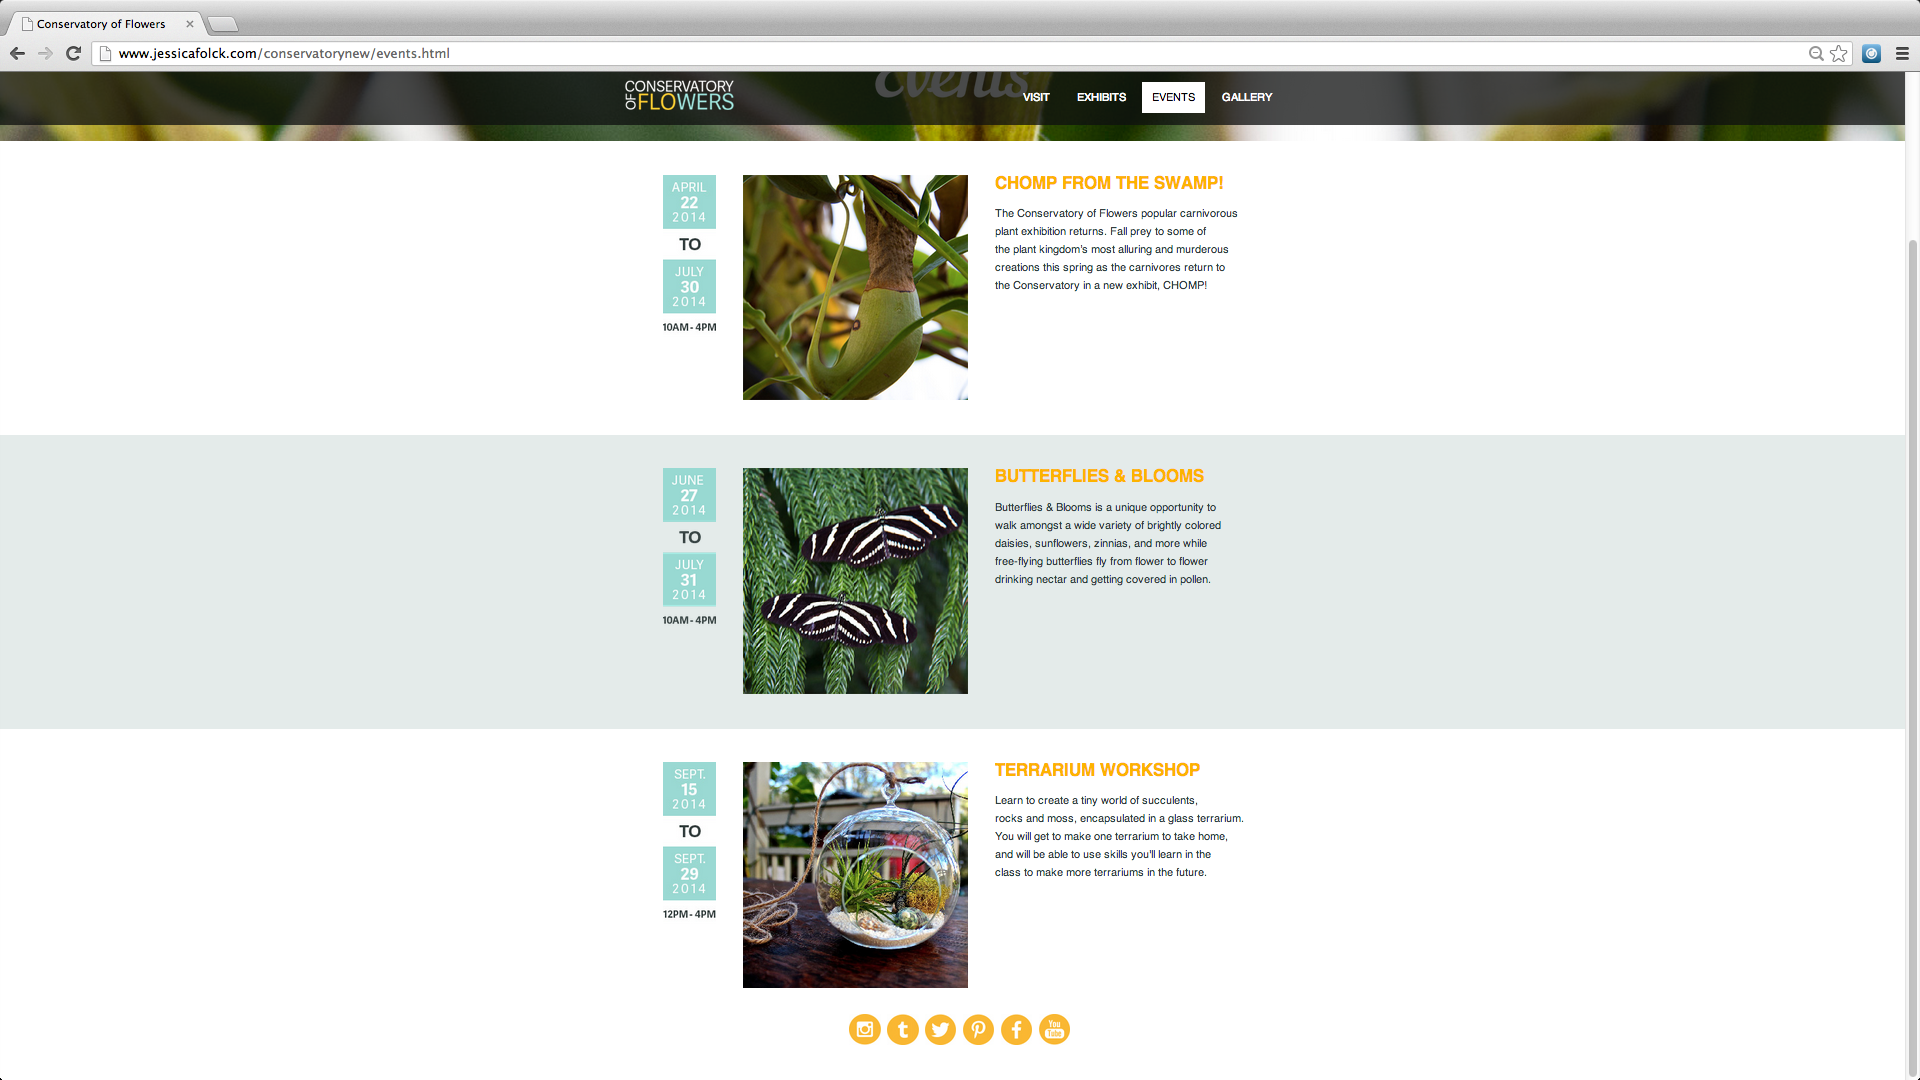 Conservatory of Flowers
www.jessicafolck.com/conservatorynew/events.html
CONSERVATORY
OF FLOWERS
Events
VISIT
EXHIBITS
EVENTS
GALLERY
APRIL
22
2014
TO
JULY
30
2014
10AM - 4PM
CHOMP FROM THE SWAMP!
The Conservatory of Flowers popular carnivorous
plant exhibition returns. Fall prey to some of
the plant kingdom's most alluring and murderous
creations this spring as the carnivores return to
the Conservatory in a new exhibit, CHOMP!
JUNE
27
2014
TO
JULY
31
2014
10AM - 4PM
BUTTERFLIES & BLOOMS
Butterflies & Blooms is a unique opportunity to
walk amongst a wide variety of brightly colored
daisies, sunflowers, zinnias, and more while
free-flying butterflies fly from flower to flower
drinking nectar and getting covered in pollen.
SEPT.
15
2014
TO
SEPT.
29
2014
12PM - 4PM
TERRARIUM WORKSHOP
Learn to create a tiny world of succulents,
rocks and moss, encapsulated in a glass terrarium.
You will get to make one terrarium to take home,
and will be able to use skills you'll learn in the
class to make more terrariums in the future.
You
Tube